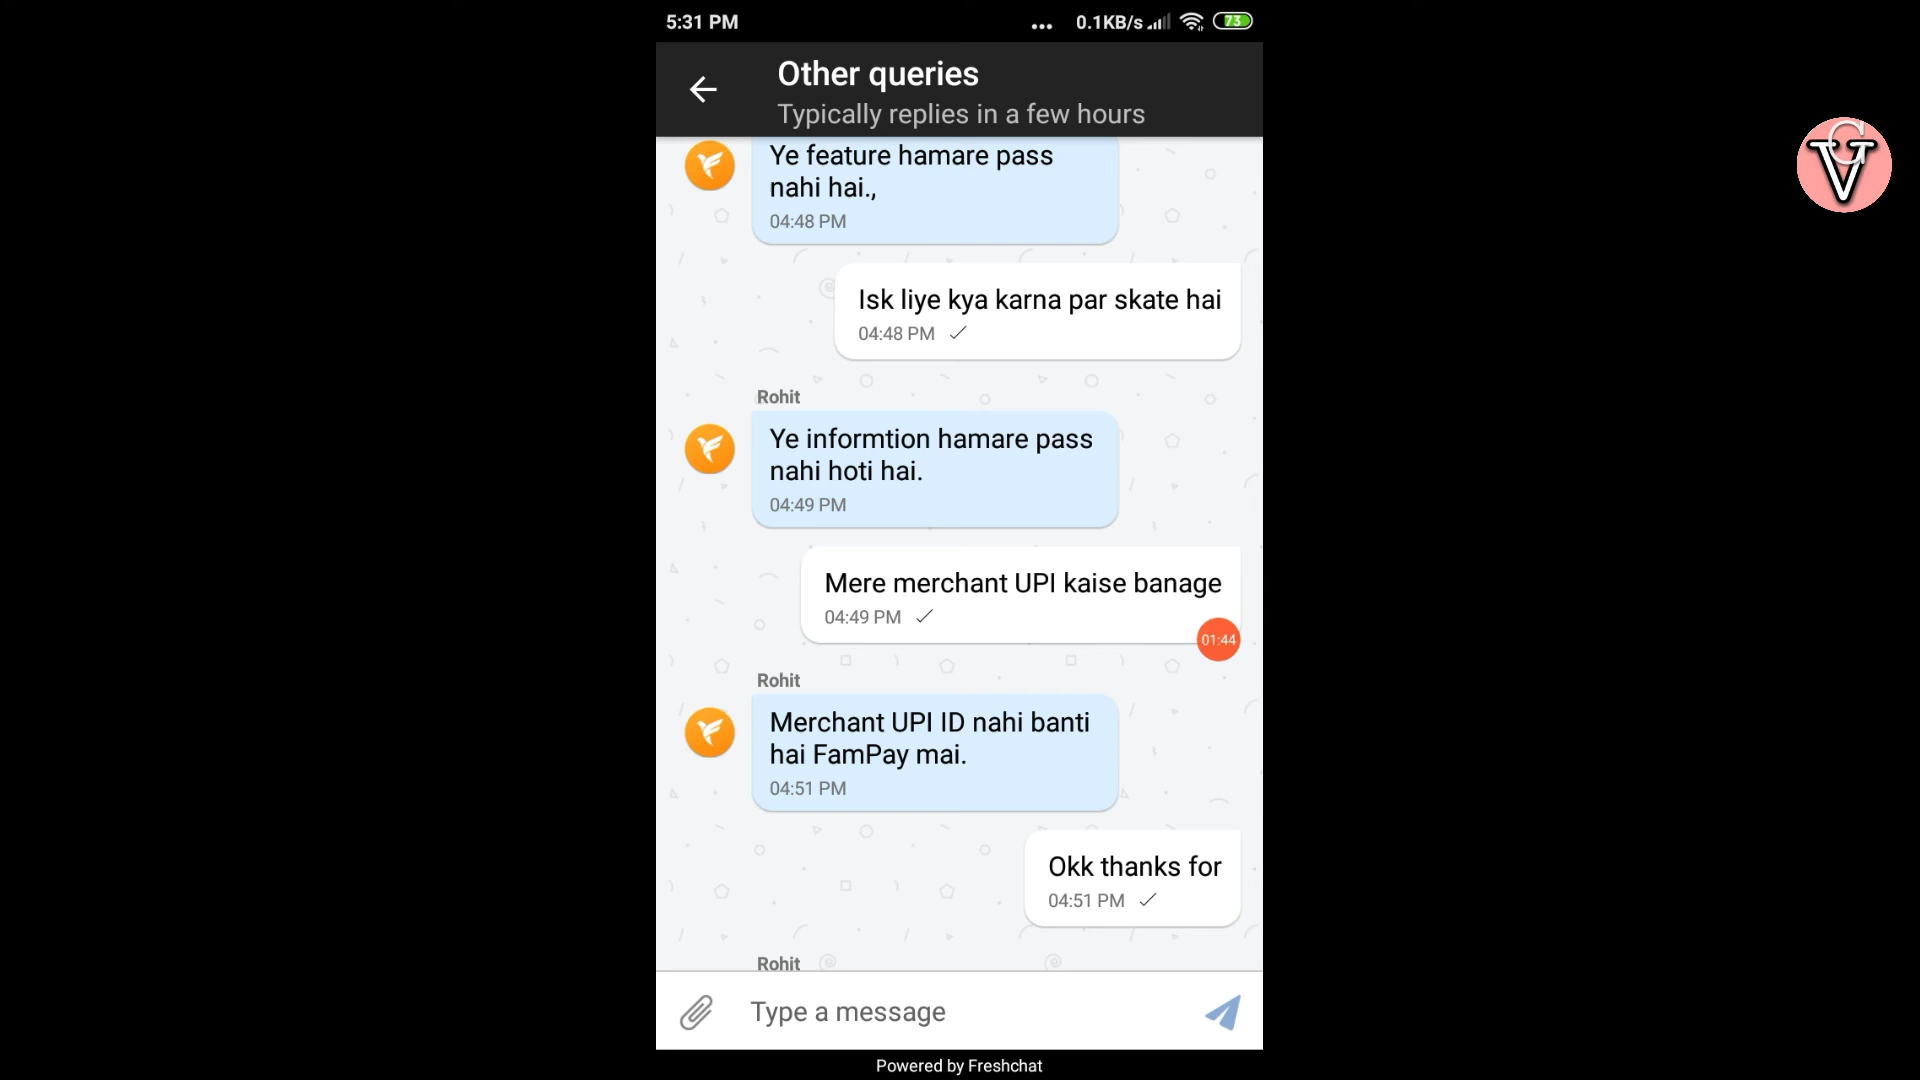 5:31 PM
... 0.1KB/s 73
Other queries
Typically replies in a few hours
Ye feature hamare pass
nahi hai.,
04:48 PM
Isk liye kya karna par skate hai
04:48 PM
Rohit
Ye informtion hamare pass
nahi hoti hai.
04:49 PM
Mere merchant UPI kaise banage
04:49 PM
01:44
Rohit
Merchant UPI ID nahi banti
hai FamPay mai.
04:51 PM
Okk thanks for
04:51 PM
Rohit
Type a message
Powered by Freshchat